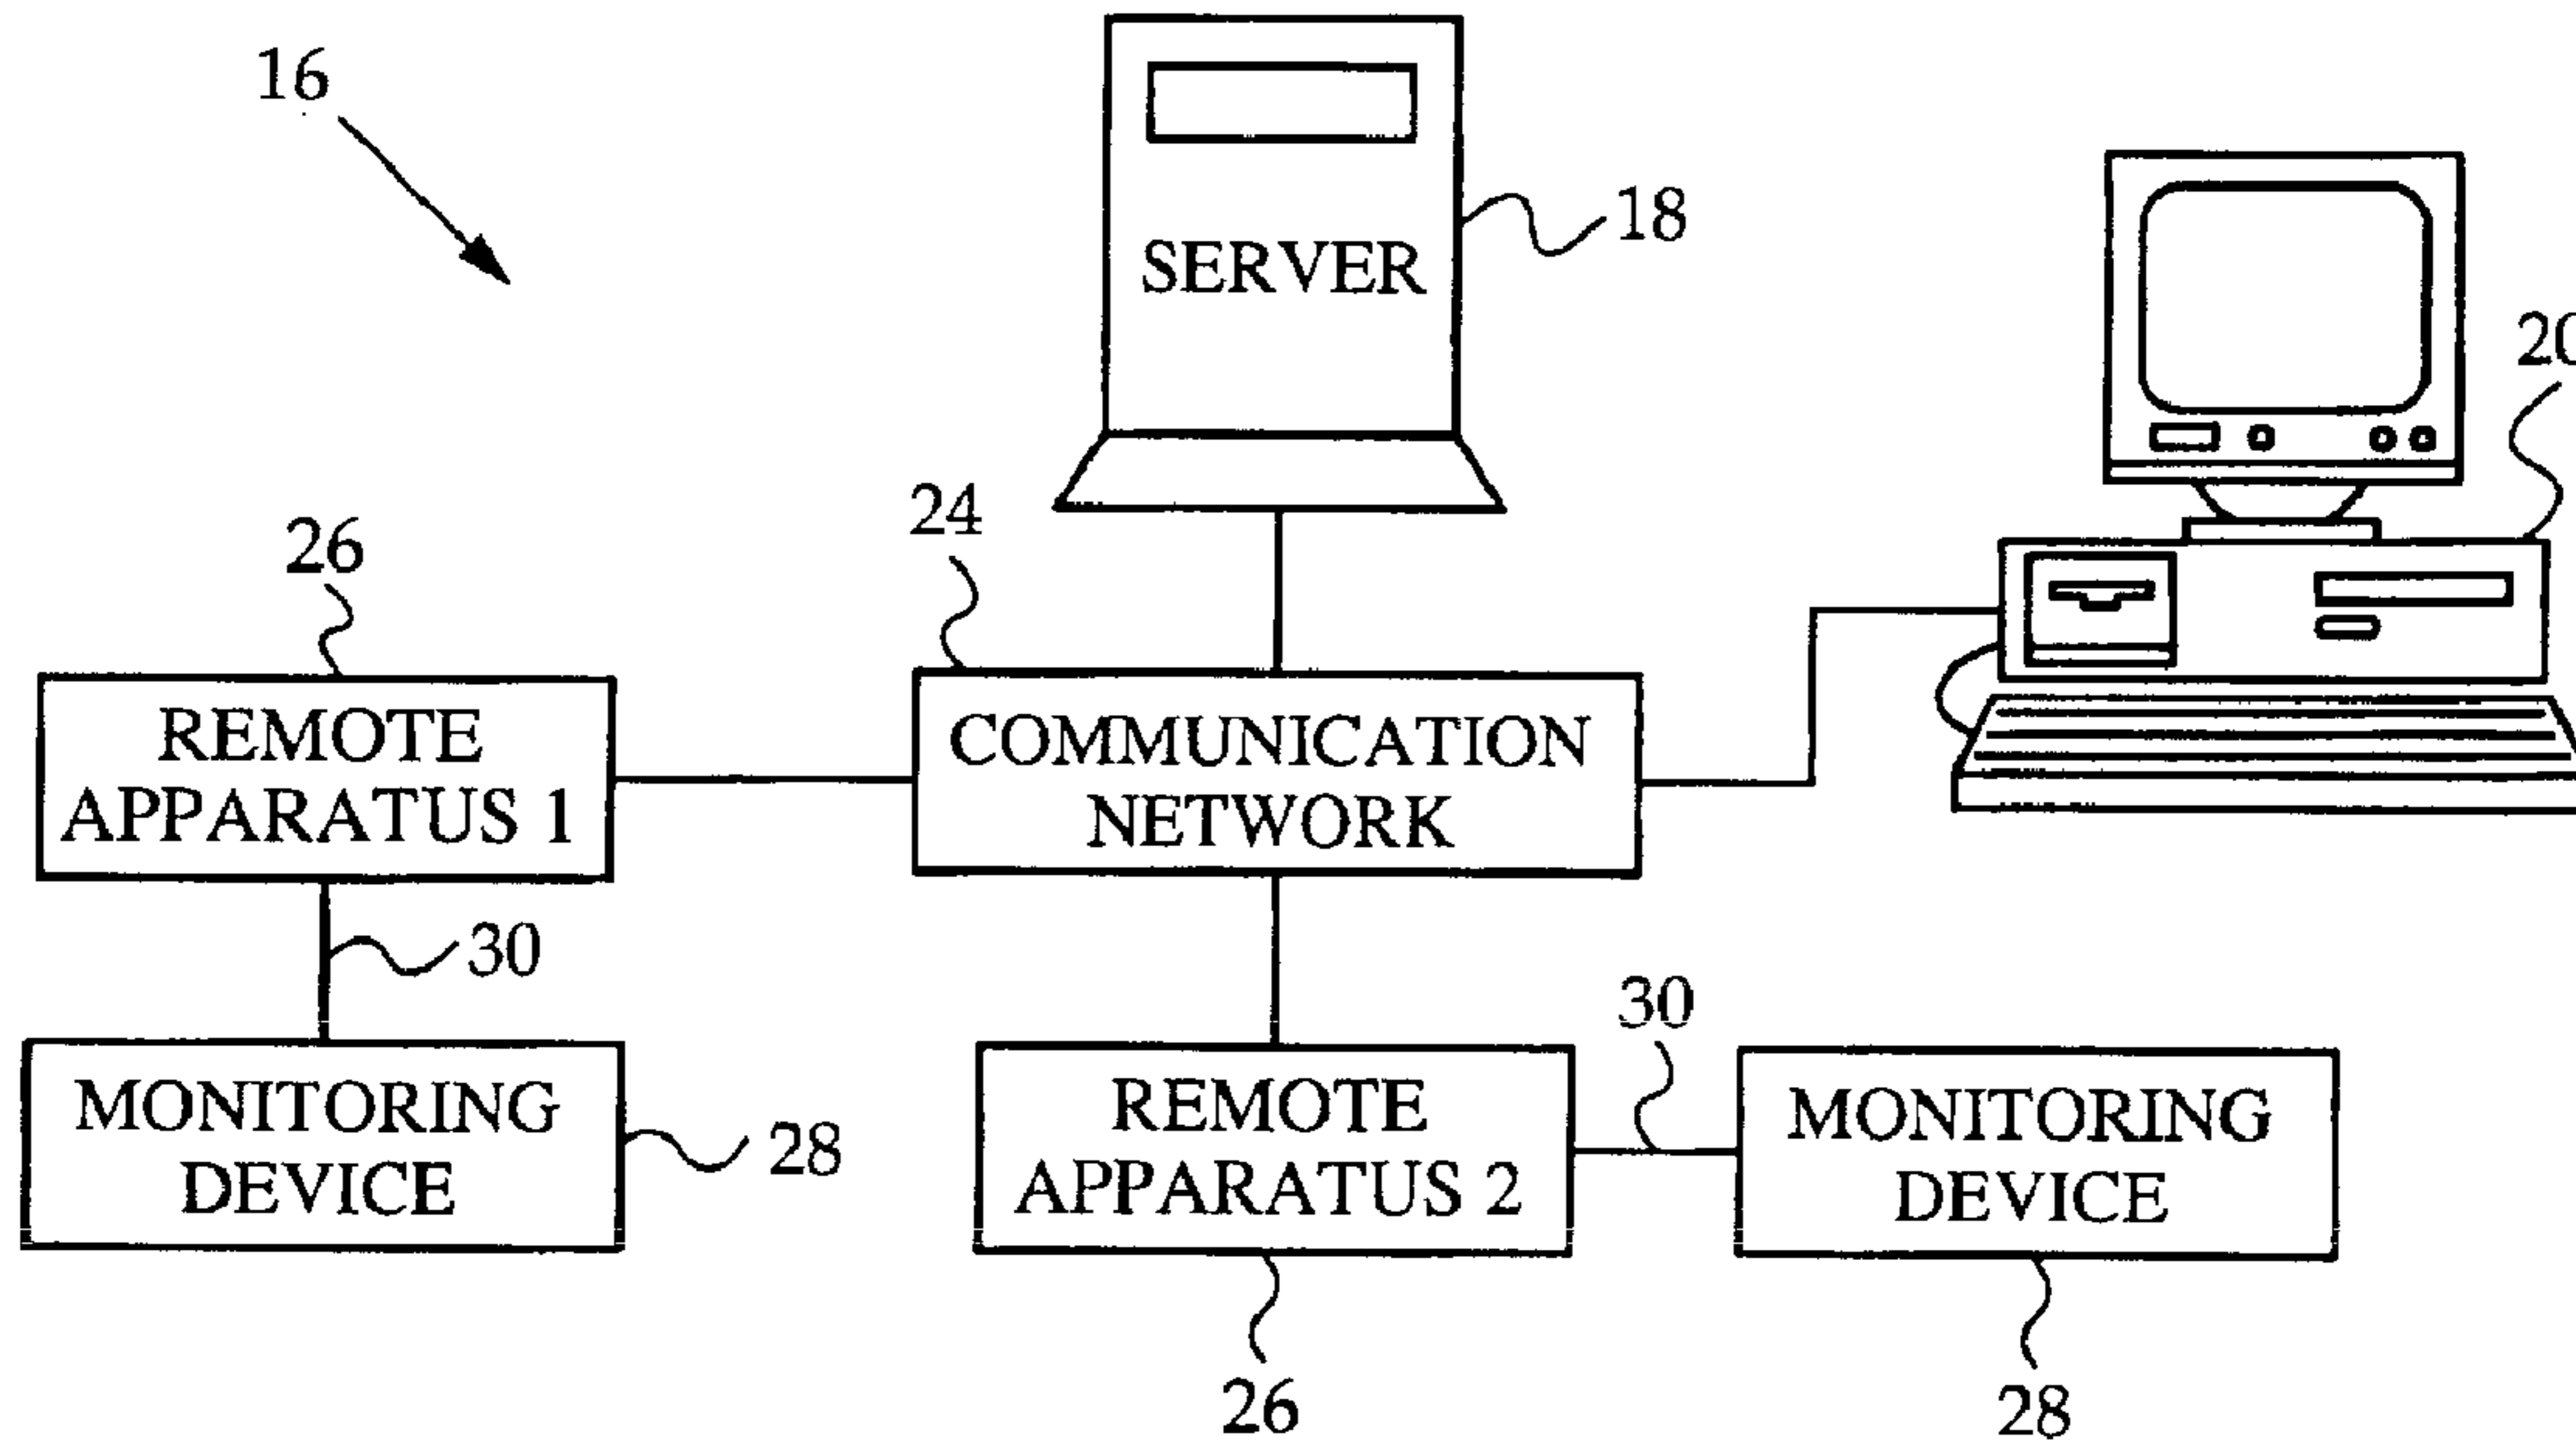 16
SERVER
18
20
24
26
REMOTE
APPARATUS 1
COMMUNICATION
NETWORK
30
30
MONITORING
DEVICE
28
REMOTE
APPARATUS 2
MONITORING
DEVICE
26
28